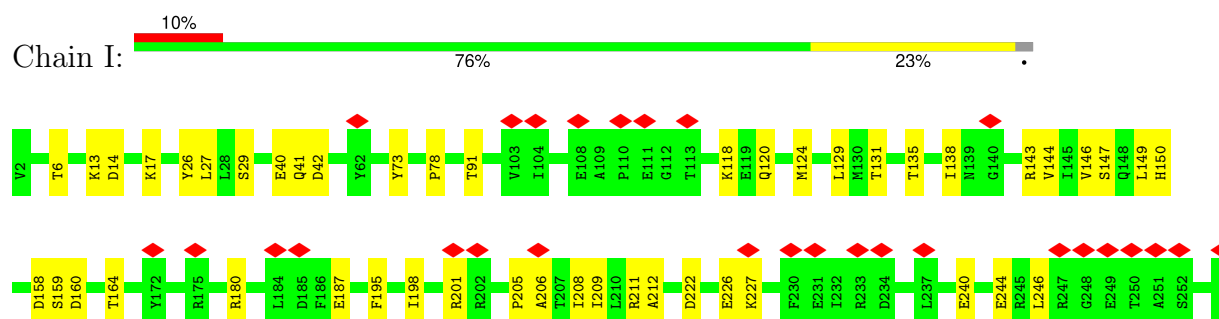 10%
Chain I:
76% 23% •
V2 T6 K13 D14 K17 Y26 L27 L28 S29 E40 Q41 D42 Y62 Y73 P78 T91 V103 I104 E108 A109 P110 E111 G112 T113 K118 E119 Q120 M124 L129 M130 T131 T135 I138 N139 G140 R143 V144 I145 V146 S147 Q148 L149 H150
D158 S159 D160 T164 Y172 R175 R180 L184 D185 F186 E187 F195 I198 R201 R202 P205 A206 T207 I208 I209 L210 R211 A212 D222 E226 K227 F230 E231 I232 R233 D234 L237 E240 E244 R245 L246 R247 G248 E249 T250 A251 S252